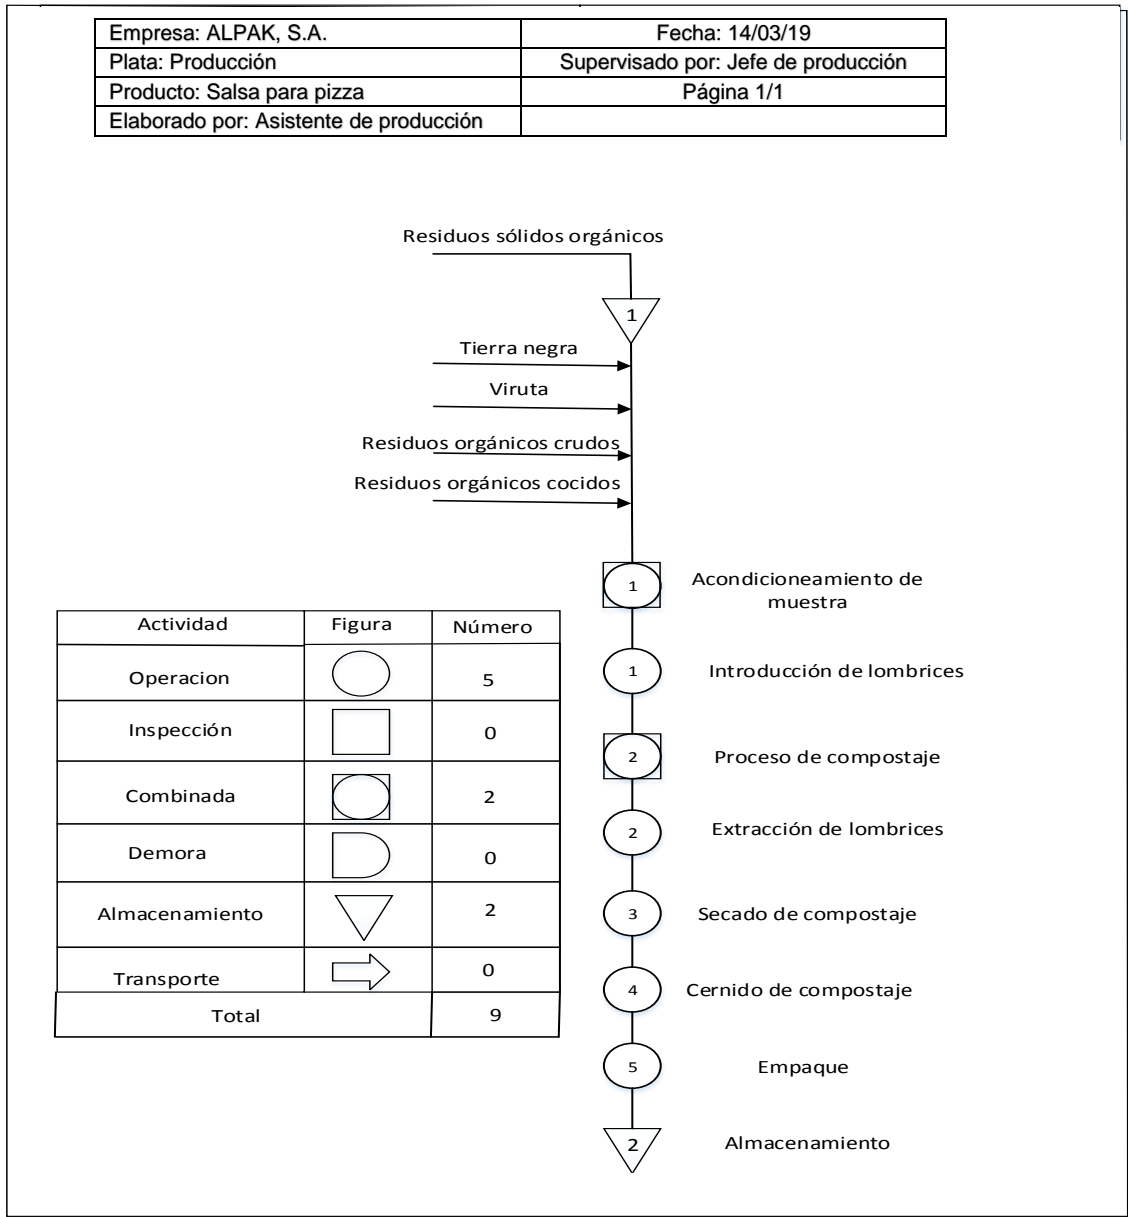 Empresa: ALPAK, S.A.
Fecha: 14/03/19
Plata: Producción
Supervisado por: Jefe de producción
Producto: Salsa para pizza
Página 1/1
Elaborado por: Asistente de producción
Residuos sólidos orgánicos
1
Tierra negra
Viruta
Residuos orgánicos crudos
Residuos orgánicos cocidos
1
Acondicioneamiento de
muestra
1
Introducción de lombrices
2
Proceso de compostaje
2
Extracción de lombrices
3
Secado de compostaje
4
Cernido de compostaje
5
Empaque
2
Almacenamiento
Actividad
Figura
Número
Operacion
5
Inspección
0
Combinada
2
Demora
0
Almacenamiento
2
Transporte
0
Total
9